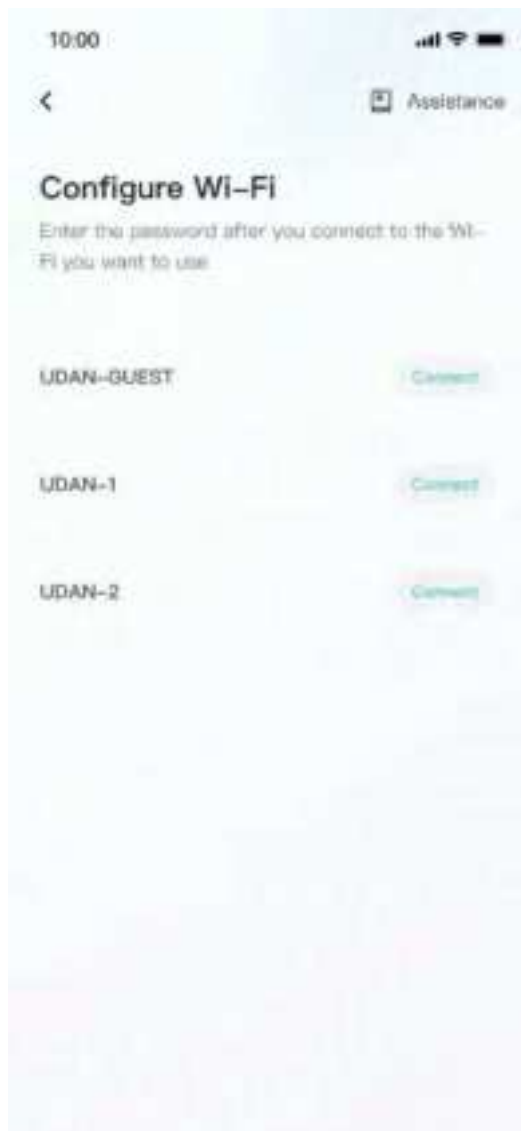 10:00
Assistance
Configure Wi-Fi
Enter the password after you connect to the Wi-
Fi you want to use
UDAN-GUEST
Connect
UDAN-1
Connect
UDAN-2
Connect